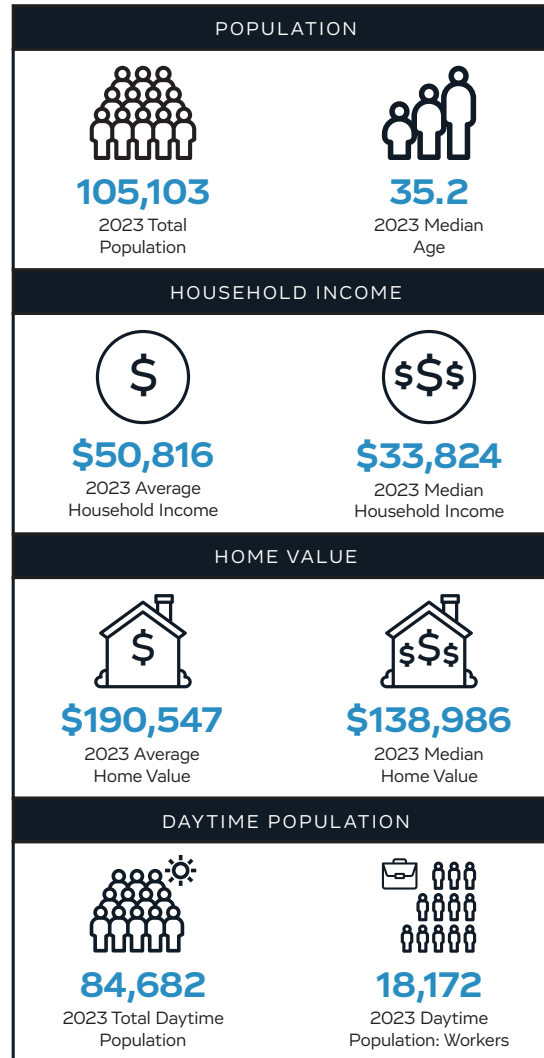 POPULATION
105,103
2023 Total
Population
35.2
2023 Median
Age
HOUSEHOLD INCOME
$
$50,816
2023 Average
Household Income
$$$
$33,824
2023 Median
Household Income
HOME VALUE
$
$190,547
2023 Average
Home Value
$$$
$138,986
2023 Median
Home Value
DAYTIME POPULATION
84,682
2023 Total Daytime
Population
18,172
2023 Daytime
Population: Workers